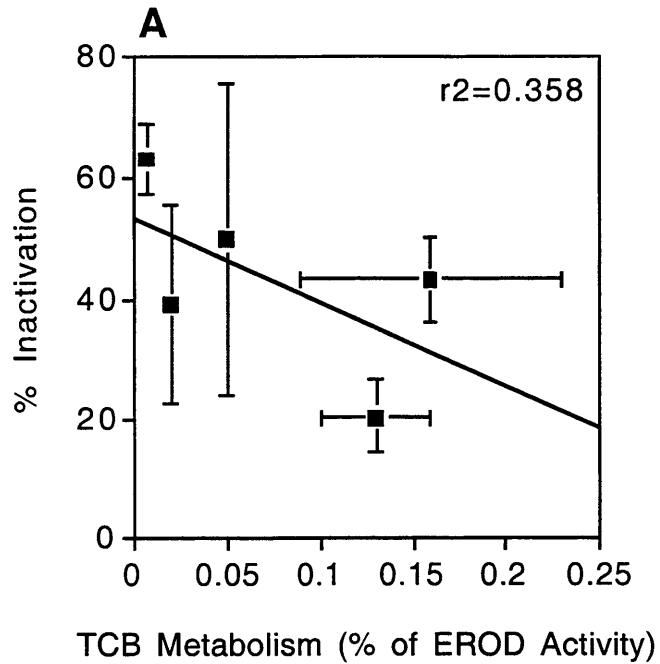 A
r2=0.358
80
60
40
20
0
% Inactivation
0 0.05 0.1 0.15 0.2 0.25
TCB Metabolism (% of EROD Activity)